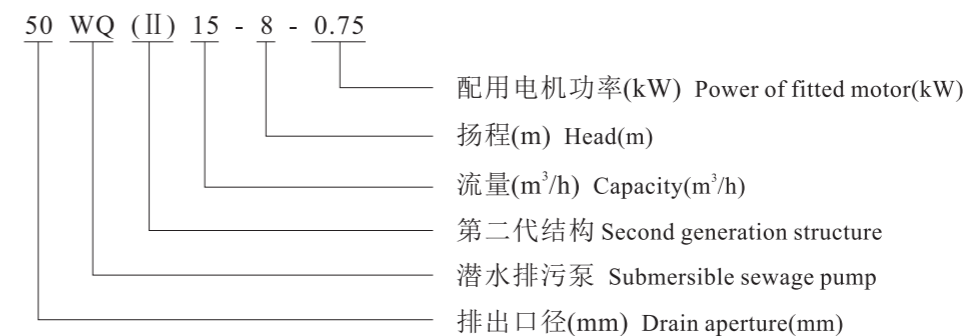 50 WQ (Ⅱ) 15 - 8 - 0.75
配用电机功率(kW) Power of fitted motor(kW)
扬程(m) Head(m)
流量(m³/h) Capacity(m³/h)
第二代结构 Second generation structure
潜水排污泵 Submersible sewage pump
排出口径(mm) Drain aperture(mm)